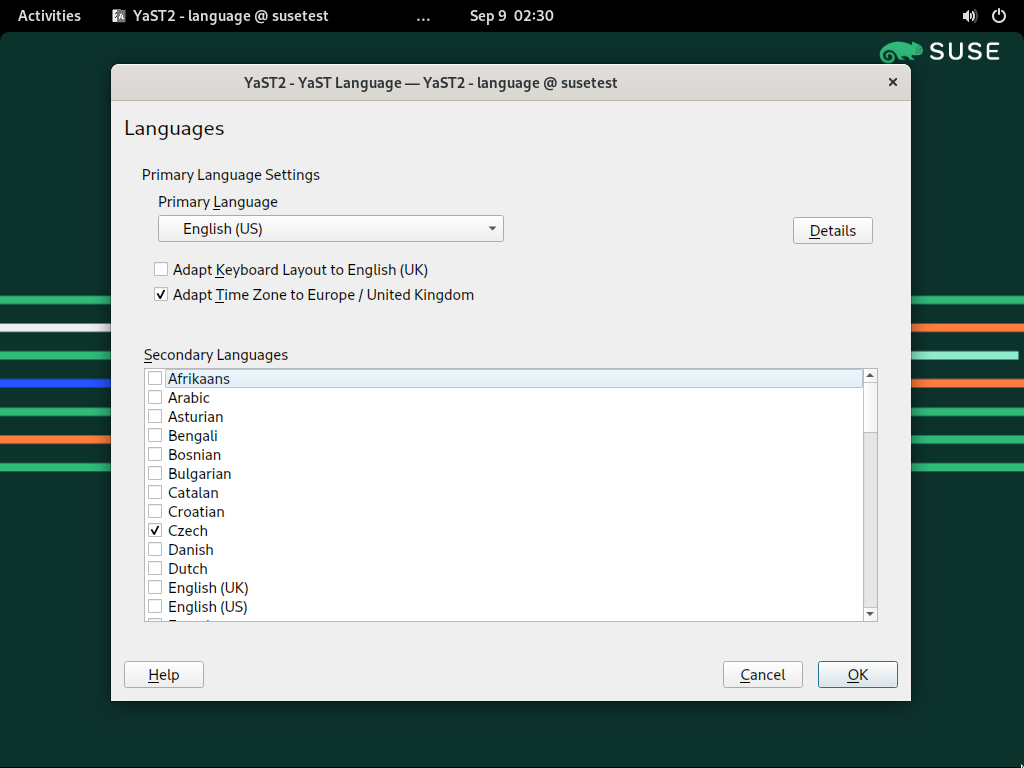 Activities YaST2 - language @ susetest ... Sep 9 02:30
SUSE
YaST2 - YaST Language — YaST2 - language @ susetest
Languages
Primary Language Settings
Primary Language
English (US)
Details
Adapt Keyboard Layout to English (UK)
Adapt Time Zone to Europe / United Kingdom
Secondary Languages
Afrikaans
Arabic
Asturian
Bengali
Bosnian
Bulgarian
Catalan
Croatian
Czech
Danish
Dutch
English (UK)
English (US)
Help Cancel OK